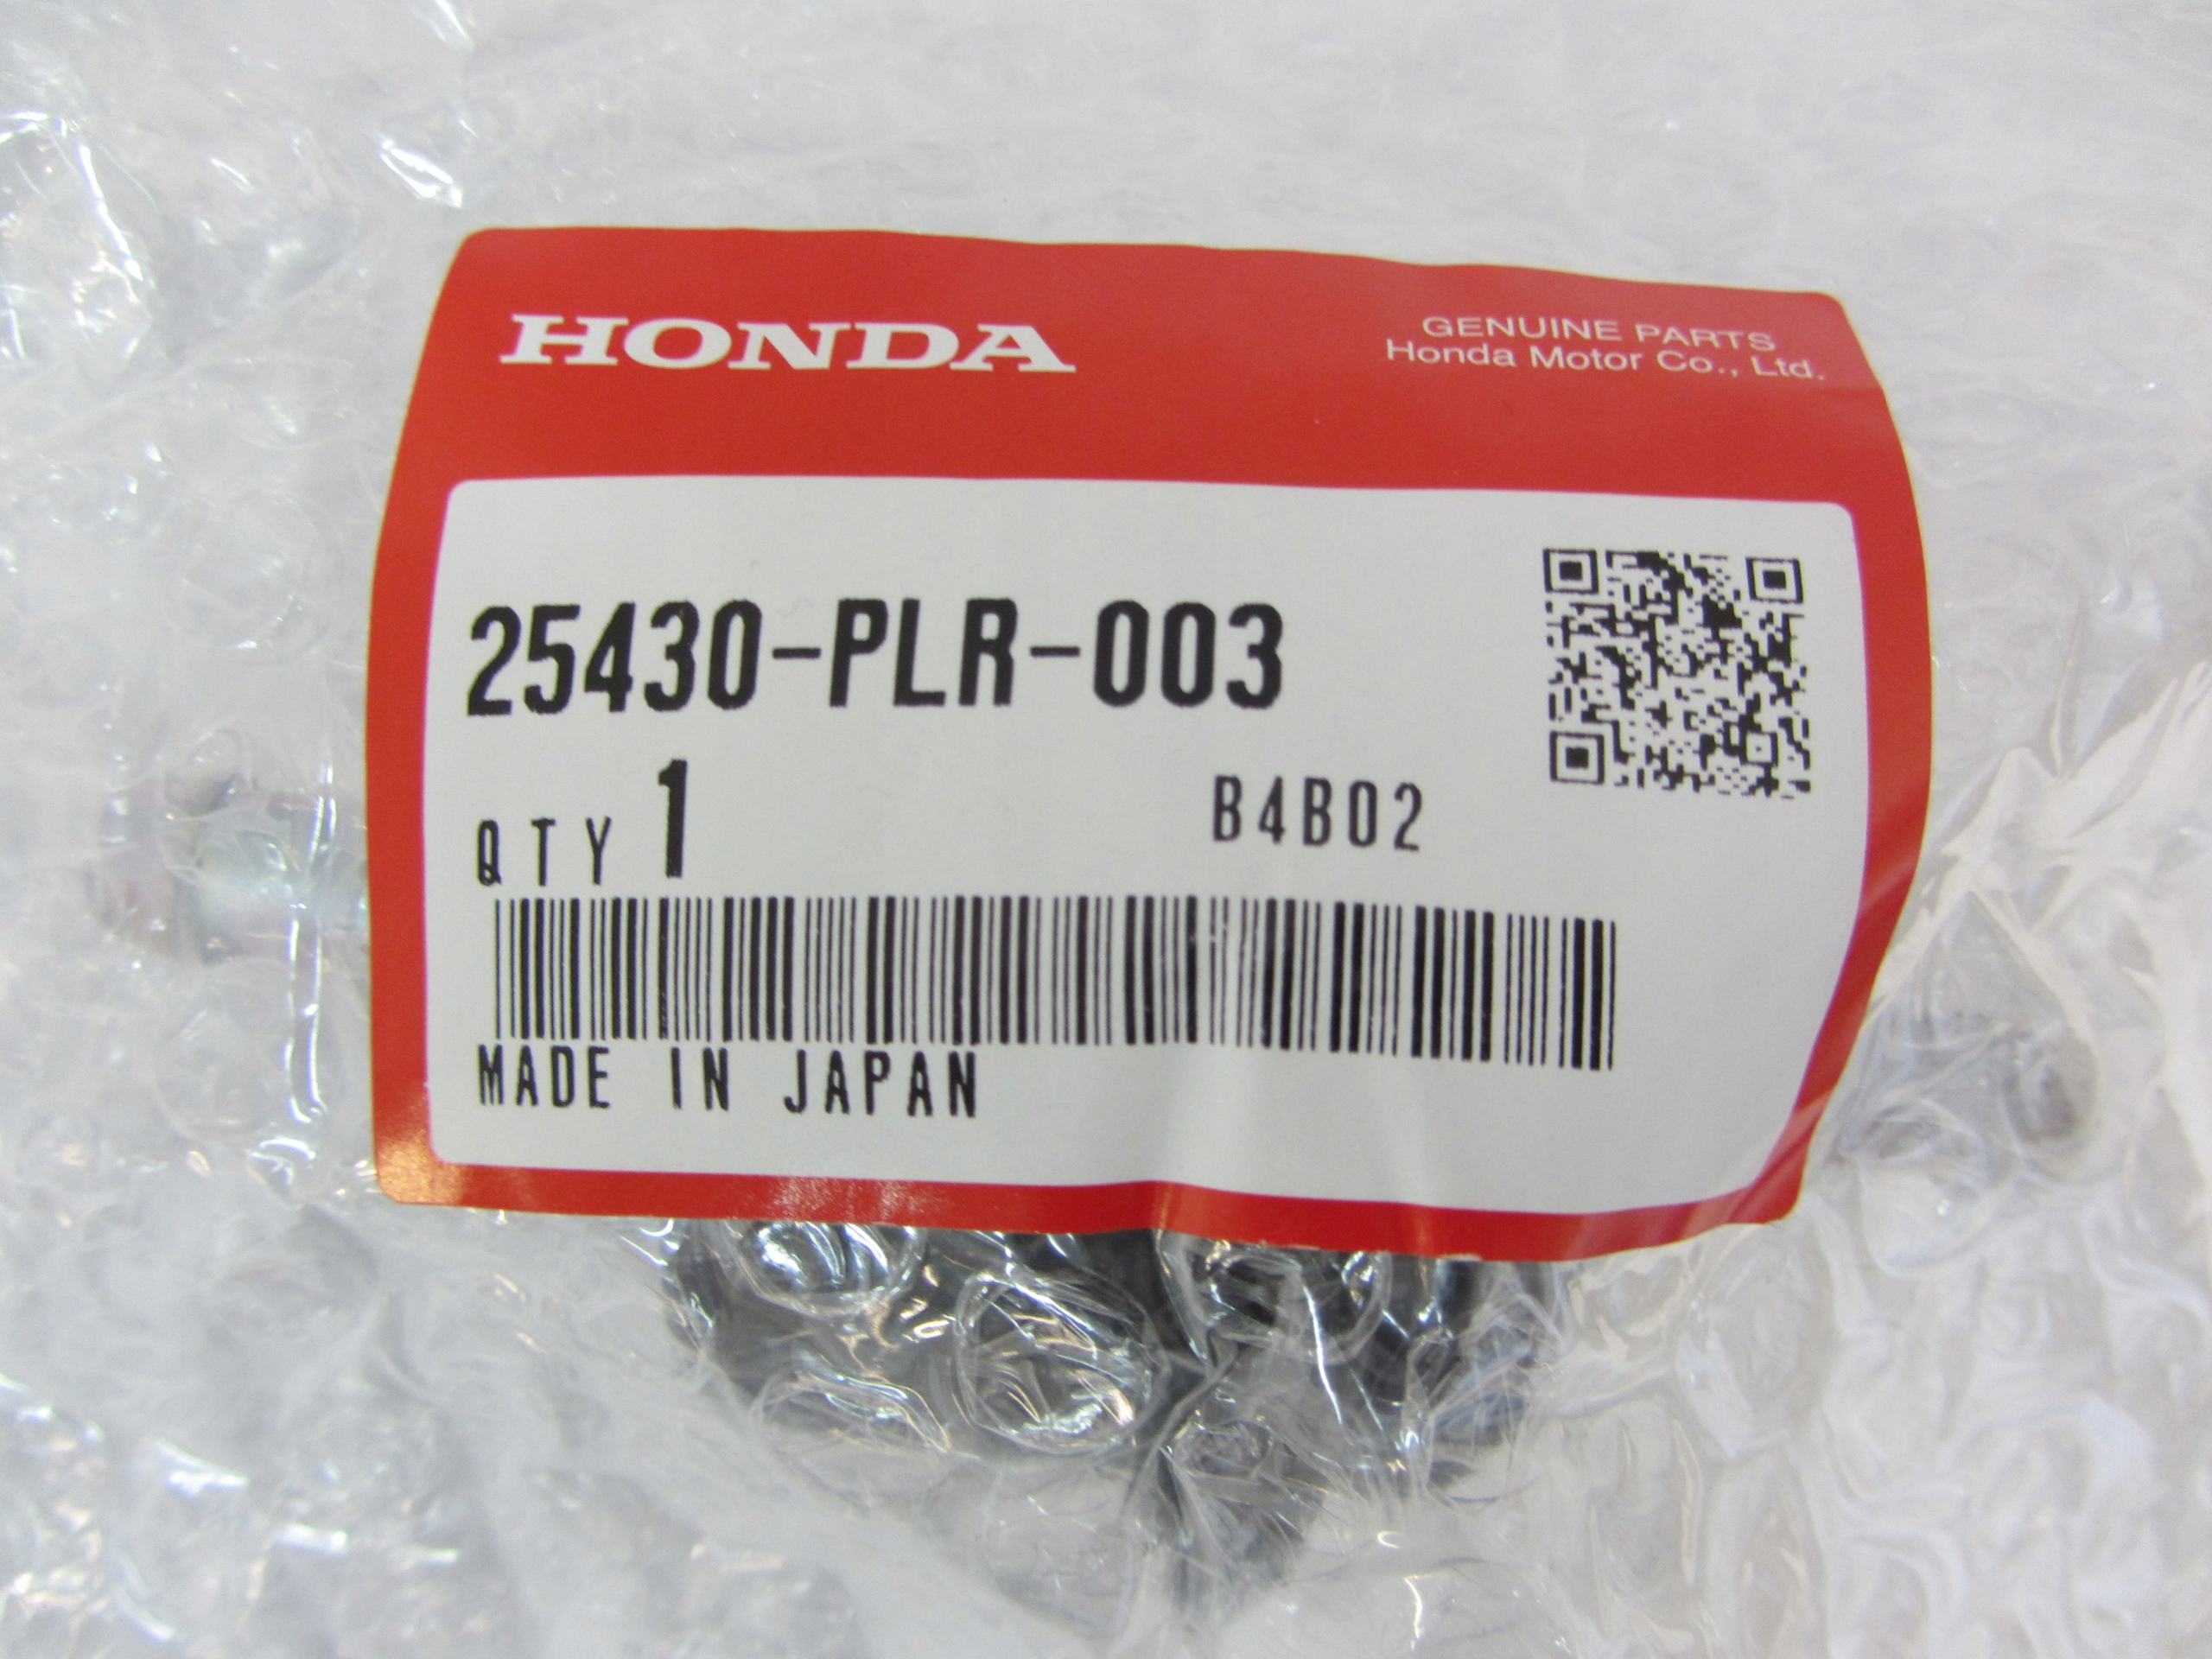 HONDA
GENUINE PARTS
Honda Motor Co., Ltd.
25430-PLR-003
QTY 1
B4B02
MADE IN JAPAN